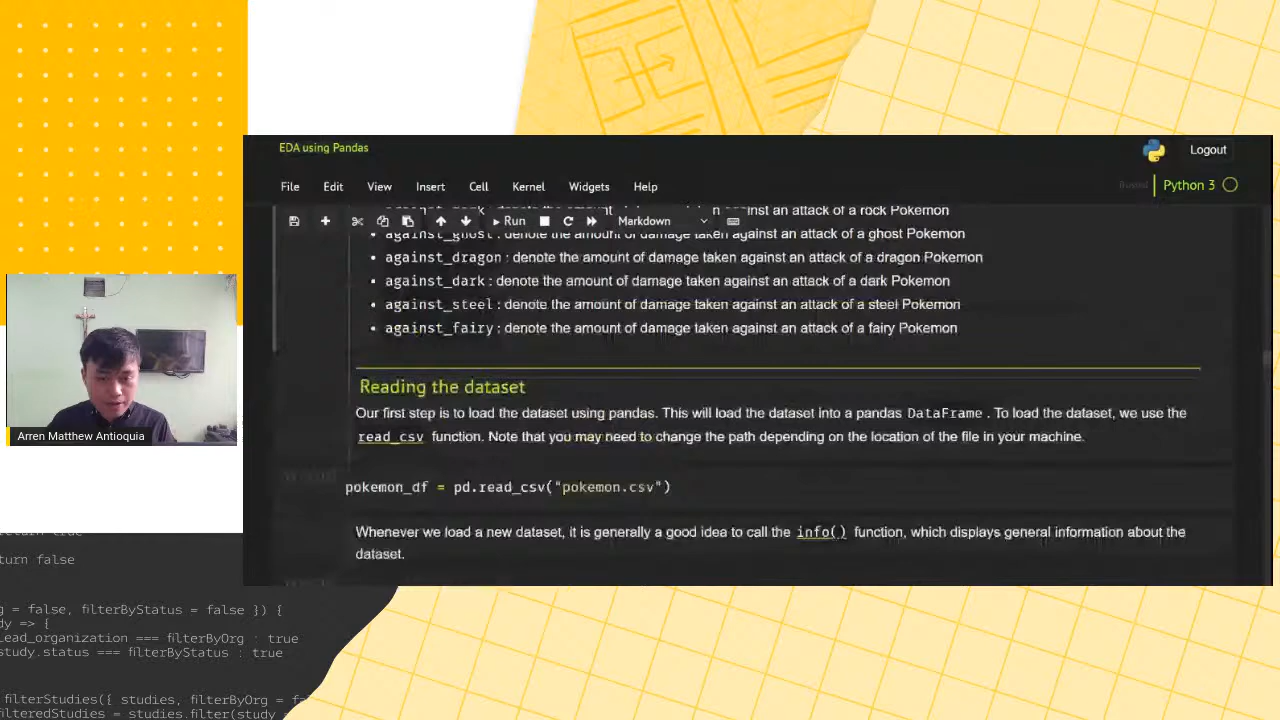 EDA using Pandas
Logout
File Edit View Insert Cell Kernel Widgets Help
Trusted Python 3
Run Markdown
against an attack of a rock Pokemon
against_ghost : denote the amount of damage taken against an attack of a ghost Pokemon
against_dragon : denote the amount of damage taken against an attack of a dragon Pokemon
against_dark : denote the amount of damage taken against an attack of a dark Pokemon
against_steel : denote the amount of damage taken against an attack of a steel Pokemon
against_fairy : denote the amount of damage taken against an attack of a fairy Pokemon
Reading the dataset
Our first step is to load the dataset using pandas. This will load the dataset into a pandas DataFrame . To load the dataset, we use the
read_csv function. Note that you may need to change the path depending on the location of the file in your machine.
pokemon_df = pd.read_csv("pokemon.csv")
Whenever we load a new dataset, it is generally a good idea to call the info() function, which displays general information about the
dataset.
Arren Matthew Antioquia
turn false
g = false, filterByStatus = false }) {
dy => {
lead_organization === filterByOrg : true
study.status === filterByStatus : true
filterStudies({ studies, filterByOrg = f
filteredStudies = studies.filter(study